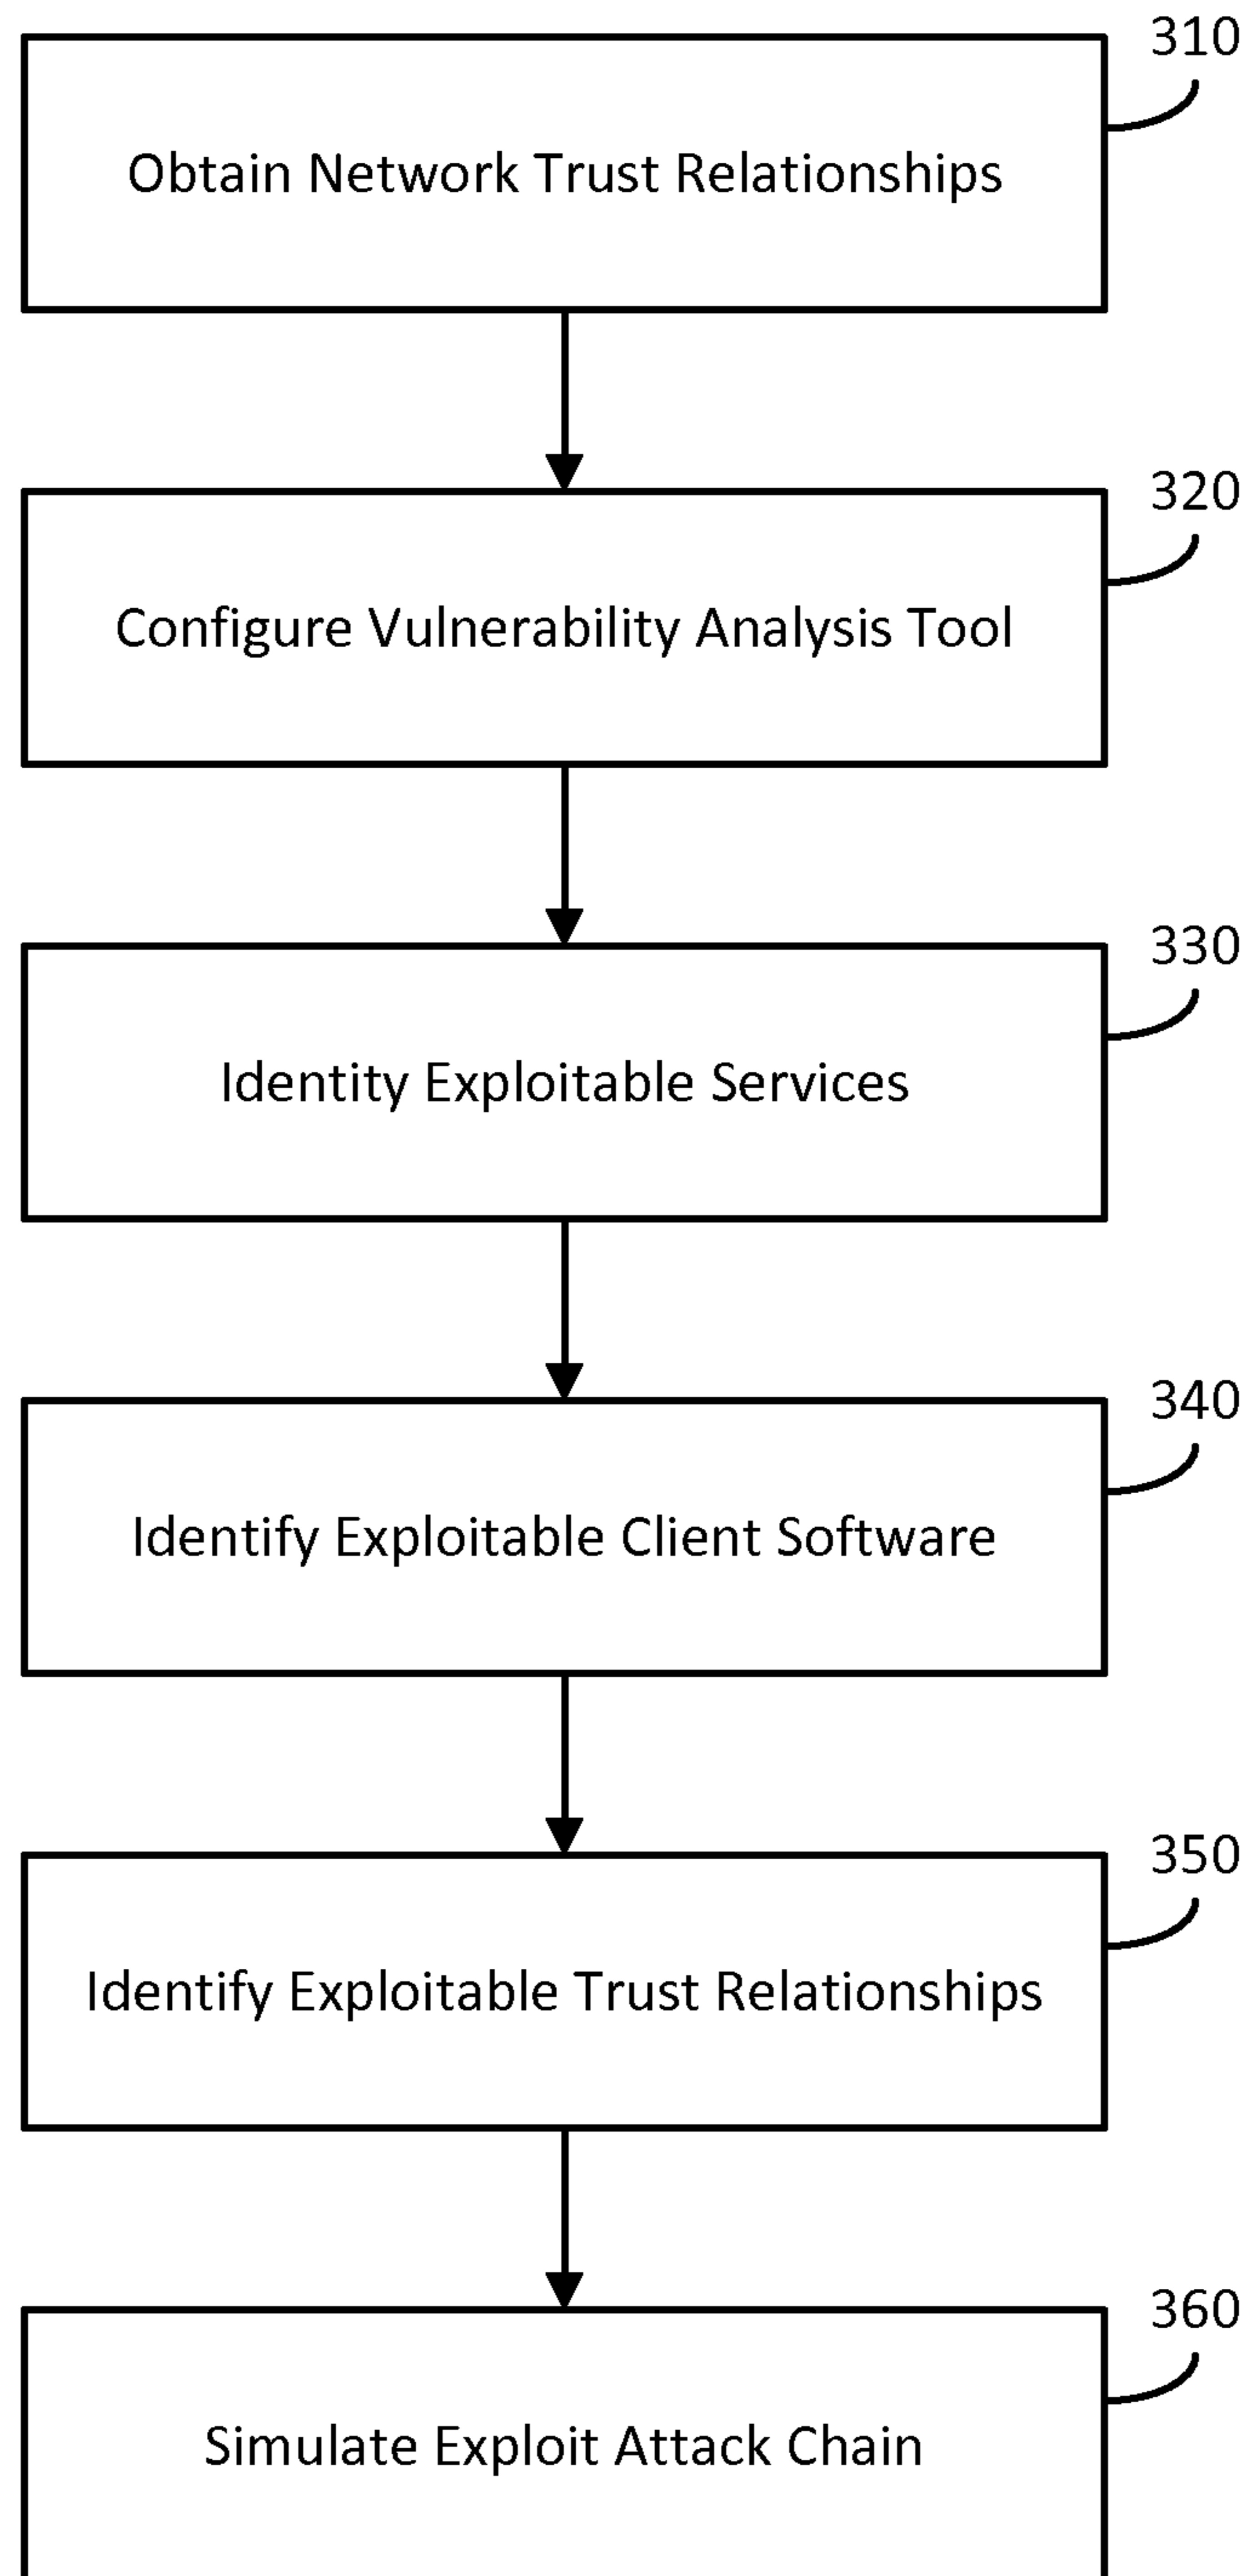 310
Obtain Network Trust Relationships
320
Configure Vulnerability Analysis Tool
330
Identity Exploitable Services
340
Identify Exploitable Client Software
350
Identify Exploitable Trust Relationships
360
Simulate Exploit Attack Chain